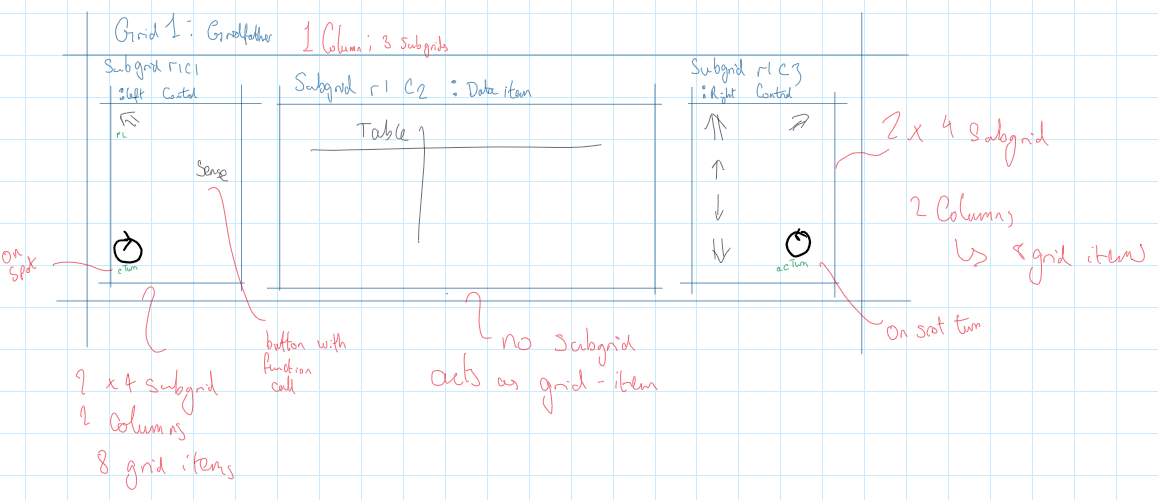 Grid 1 : Grodfather
1 Column ; 3 subgrids
Subgrid r1C1
: left Control
Subgrid r1 C2 : Data item
Subgrid r1 C3
: Right Control
rL
Table
Sense
2 x 4 Subgrid
2 Columns
↳ 8 grid items
On
spot
cTurn
acTurn
On spot turn
button with
function
call
no subgrid
acts as grid-item
2 x 4 subgrid
2 Columns
8 grid items